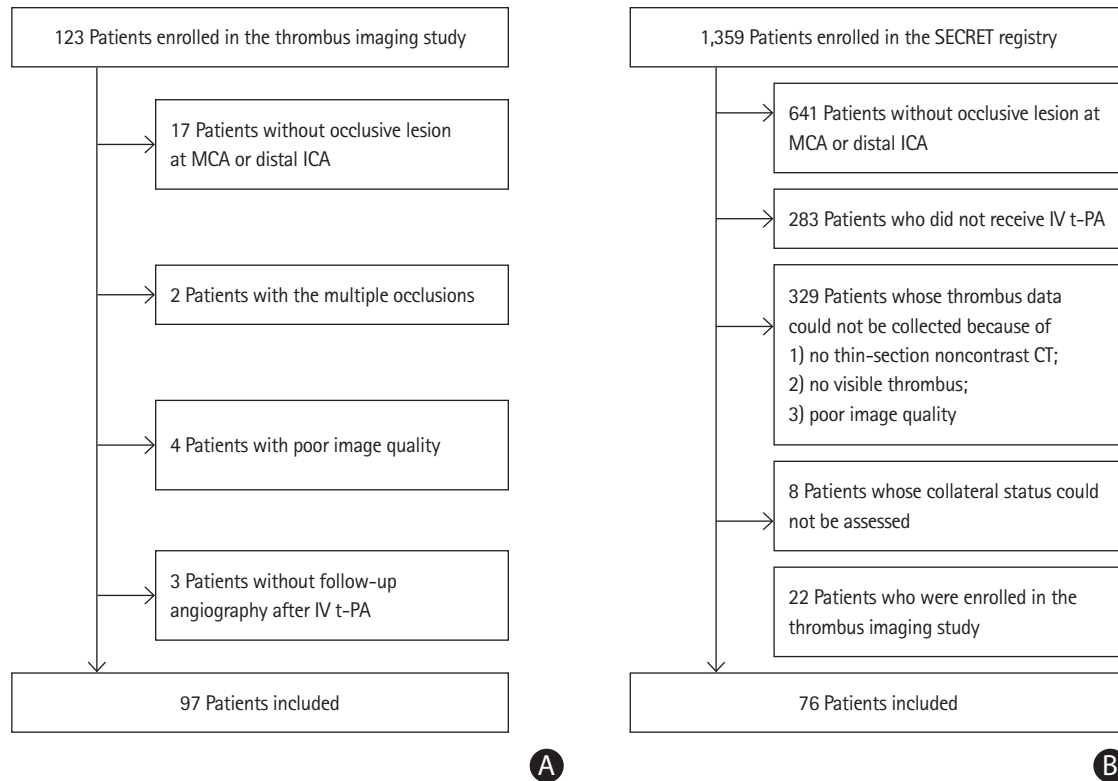 123 Patients enrolled in the thrombus imaging study
17 Patients without occlusive lesion
at MCA or distal ICA
2 Patients with the multiple occlusions
4 Patients with poor image quality
3 Patients without follow-up
angiography after IV t-PA
97 Patients included
A
1,359 Patients enrolled in the SECRET registry
641 Patients without occlusive lesion at
MCA or distal ICA
283 Patients who did not receive IV t-PA
329 Patients whose thrombus data
could not be collected because of
1) no thin-section noncontrast CT;
2) no visible thrombus;
3) poor image quality
8 Patients whose collateral status could
not be assessed
22 Patients who were enrolled in the
thrombus imaging study
76 Patients included
B